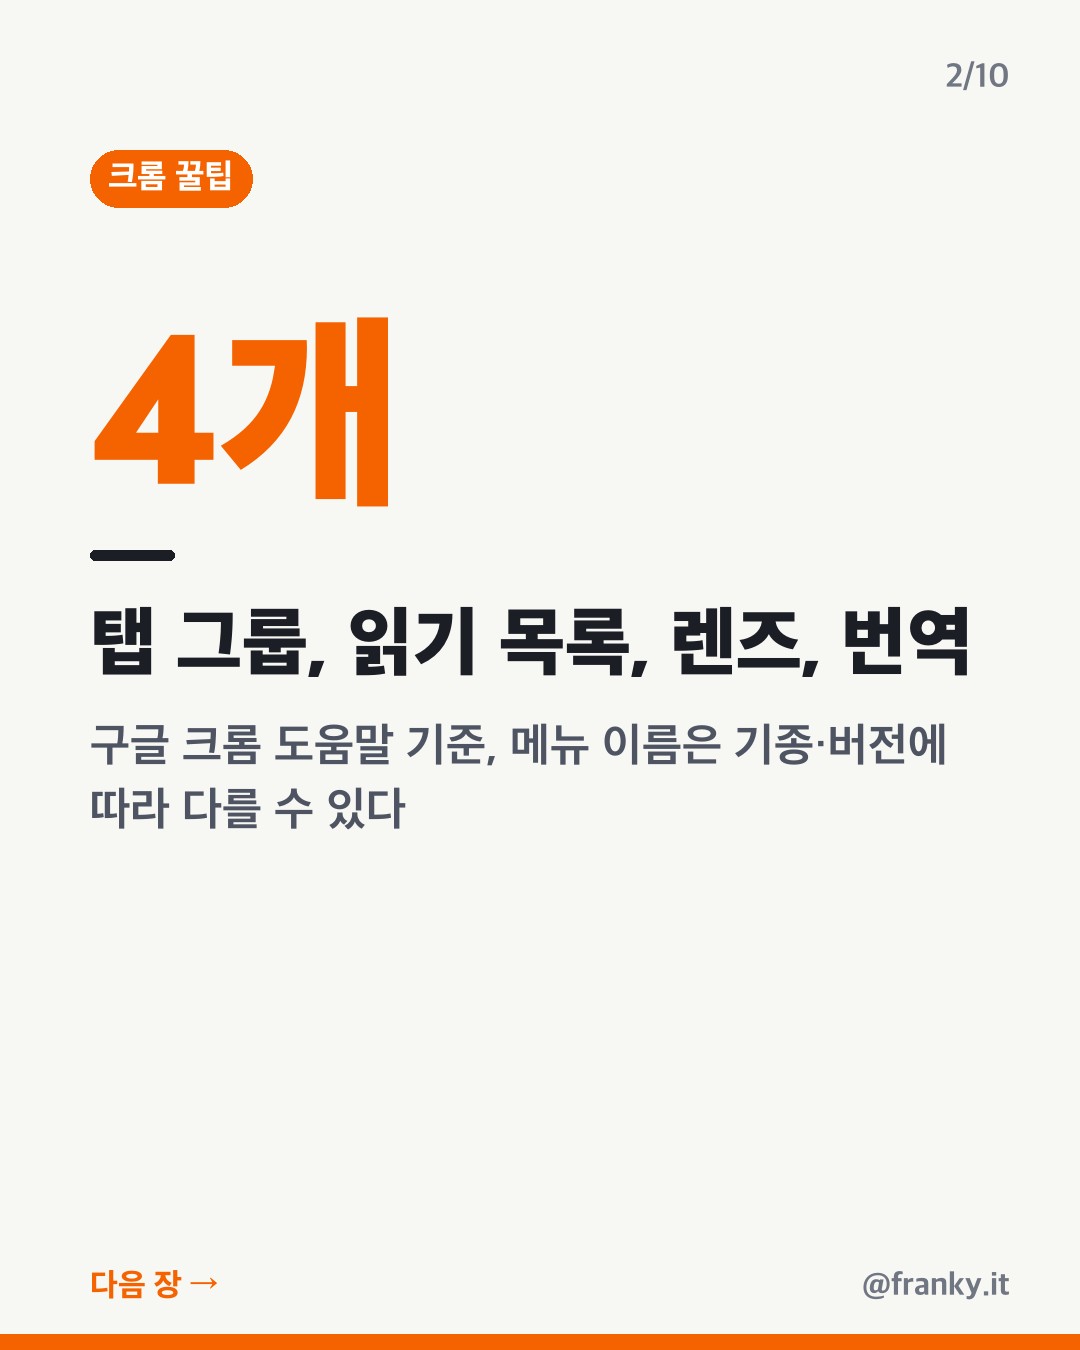 2/10
크롬 꿀팁
4개
탭 그룹, 읽기 목록, 렌즈, 번역
구글 크롬 도움말 기준, 메뉴 이름은 기종·버전에
따라 다를 수 있다
다음 장 →
@franky.it